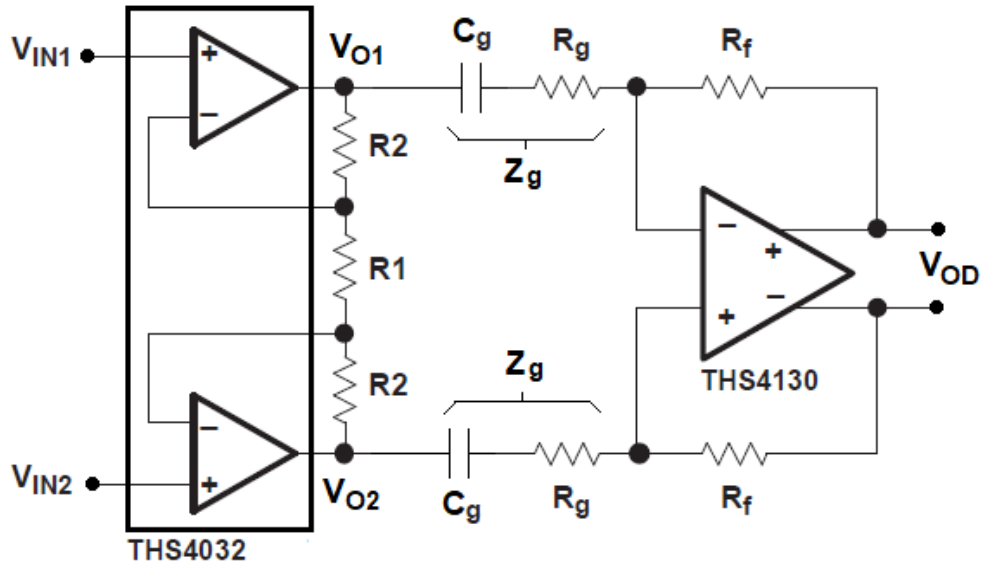 VIN1
VO1
Cg
Rg
Rf
+
−
R2
Zg
R1
−
+
+
−
VOD
THS4130
Zg
R2
−
+
VIN2
VO2
Cg
Rg
Rf
THS4032